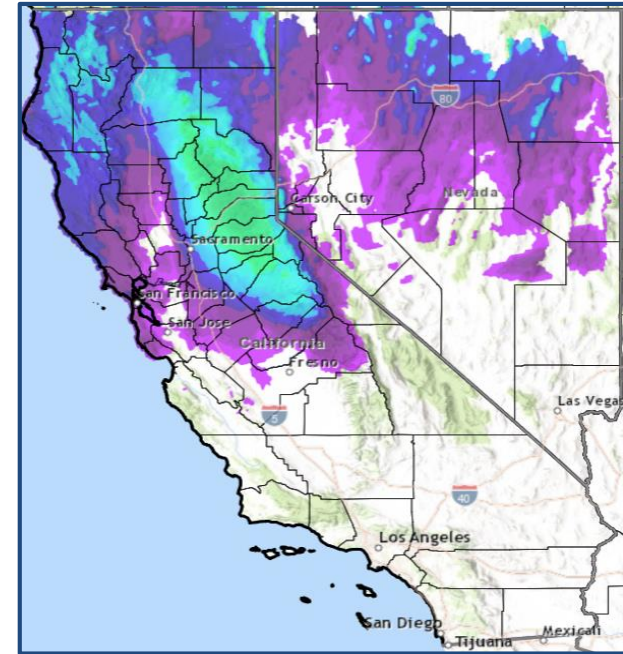 80
Nevada
Carson City
Sacramento
San Francisco
San Jose
California
Fresno
Las Vegas
5
40
Los Angeles
San Diego
Tijuana
Mexicali